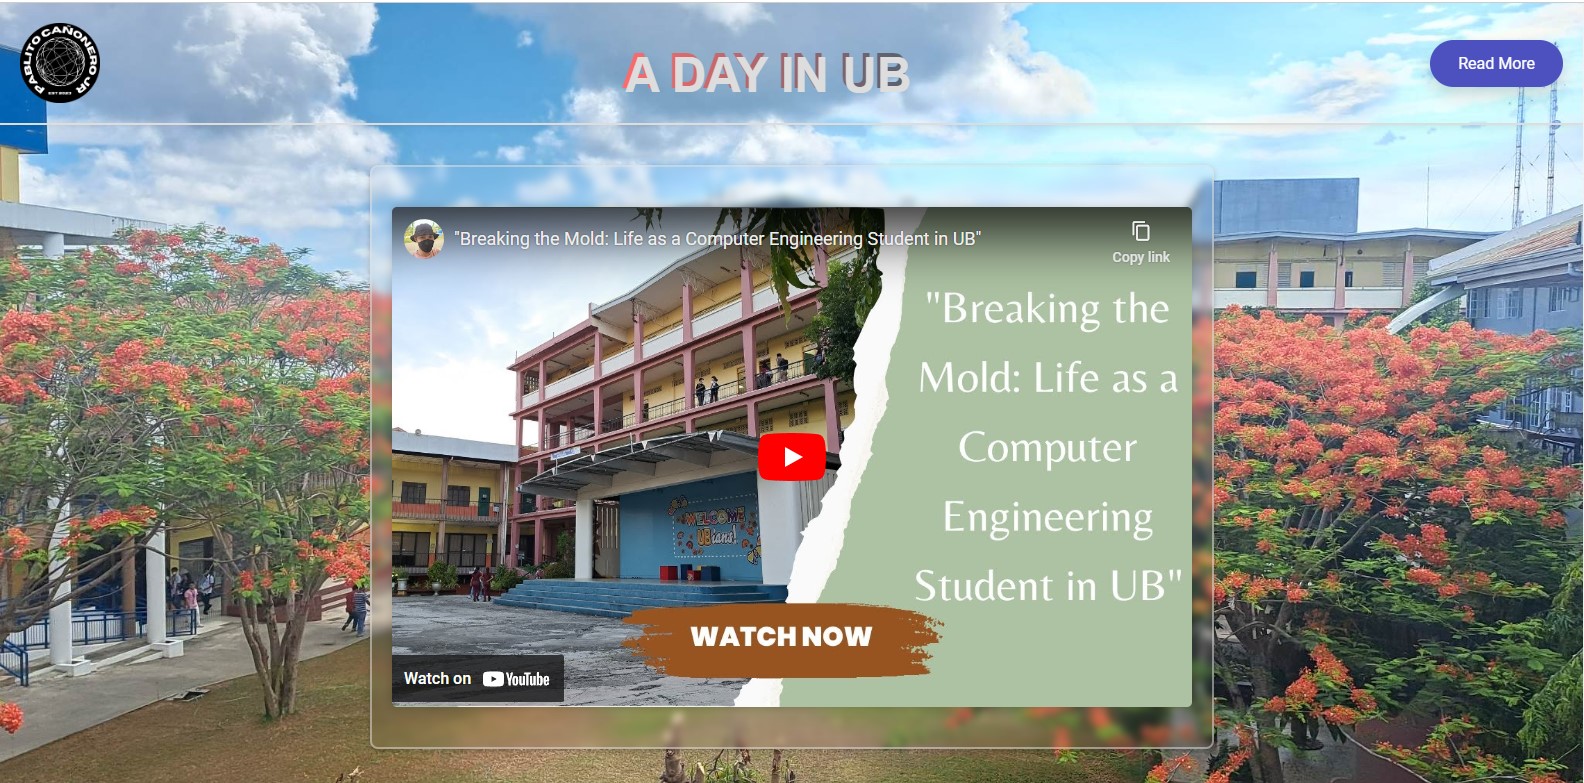 PABLITO CAÑONERO JR
EST 2023
A DAY IN UB
Read More
"Breaking the Mold: Life as a Computer Engineering Student in UB"
Copy link
"Breaking the
Mold: Life as a
Computer
Engineering
Student in UB"
WELCOME
UBians!
WATCH NOW
Watch on YouTube